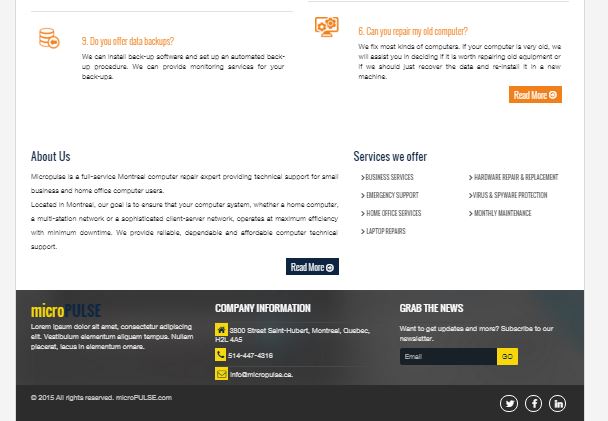 9. Do you offer data backups?
We can install back-up software and set up an automated back-
up procedure. We can provide monitoring services for your
back-ups.
6. Can you repair my old computer?
We fix most kinds of computers. If your computer is very old, we
will assist you in deciding if it is worth repairing old equipment or
if we should just recover the data and re-install it in a new
machine.
Read More
About Us
Micropulse is a full-service Montreal computer repair expert providing technical support for small
business and home office computer users.
Located in Montreal, our goal is to ensure that your computer system, whether a home computer,
a multi-station network or a sophisticated client-server network, operates at maximum efficiency
with minimum downtime. We provide reliable, dependable and affordable computer technical
support.
Read More
Services we offer
BUSINESS SERVICES
HARDWARE REPAIR & REPLACEMENT
EMERGENCY SUPPORT
VIRUS & SPYWARE PROTECTION
HOME OFFICE SERVICES
MONTHLY MAINTENANCE
LAPTOP REPAIRS
microPULSE
Lorem ipsum dolor sit amet, consectetur adipiscing
elit. Vestibulum elementum aliquam tempus. Nullam
placerat, lacus in elementum ornare.
COMPANY INFORMATION
3800 Street Saint-Hubert, Montreal, Quebec,
H2L 4A5
514-447-4316
info@micropulse.ca.
GRAB THE NEWS
Want to get updates and more? Subscribe to our
newsletter.
Email
GO
© 2015 All rights reserved. microPULSE.com